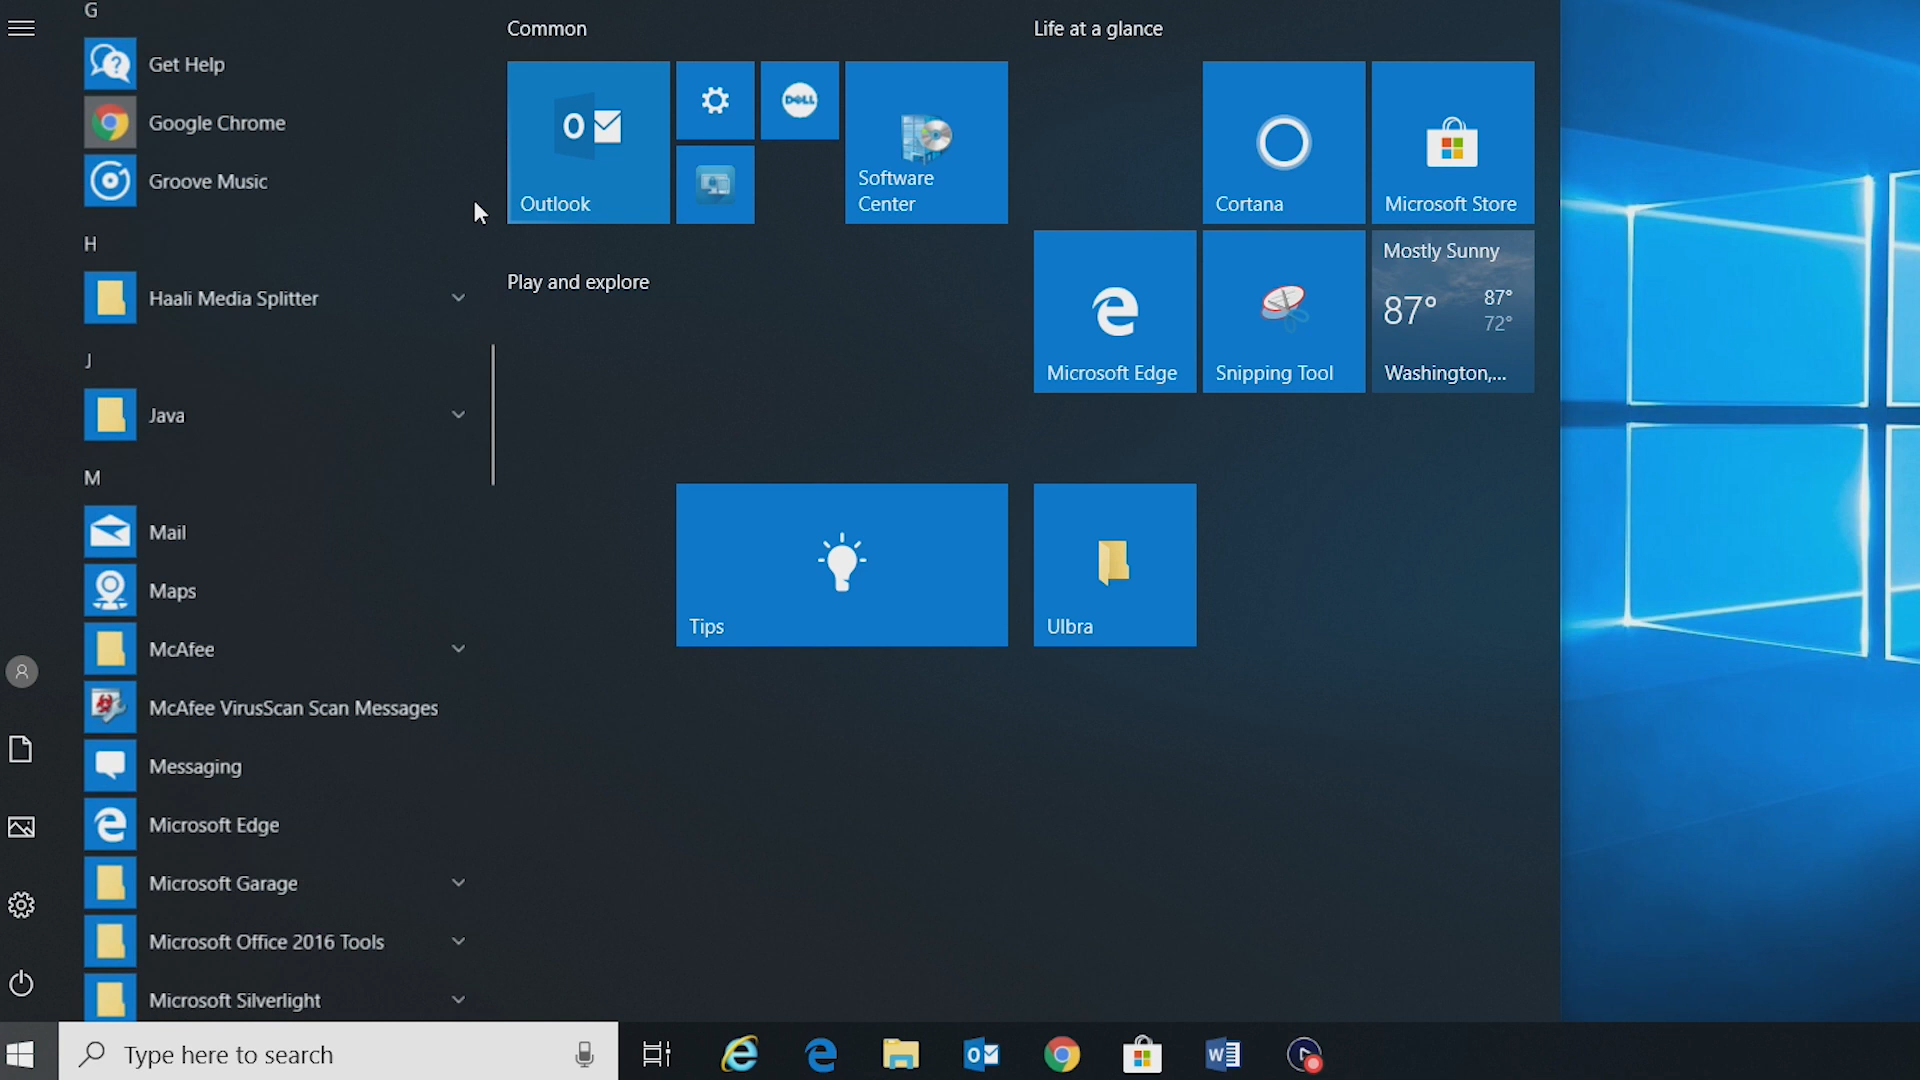 G
Get Help
Google Chrome
Groove Music
H
Haali Media Splitter
J
Java
M
Mail
Maps
McAfee
McAfee VirusScan Scan Messages
Messaging
Microsoft Edge
Microsoft Garage
Microsoft Office 2016 Tools
Microsoft Silverlight
Common
O
Outlook
DELL
Software
Center
Play and explore
Tips
Life at a glance
Cortana
Microsoft Store
Microsoft Edge
Snipping Tool
Mostly Sunny
87°
87°
72°
Washington,...
Ulbra
Type here to search